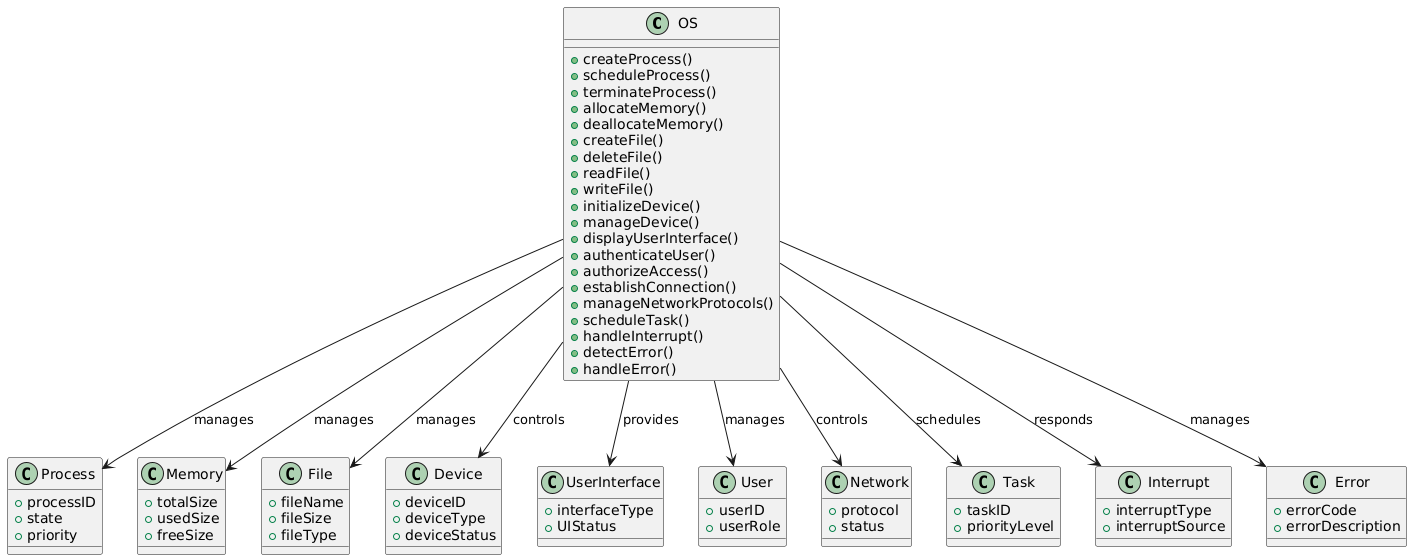 C OS
createProcess()
scheduleProcess()
terminateProcess()
allocateMemory()
deallocateMemory()
createFile()
deleteFile()
readFile()
writeFile()
initializeDevice()
manageDevice()
displayUserInterface()
authenticateUser()
authorizeAccess()
establishConnection()
manageNetworkProtocols()
scheduleTask()
handleInterrupt()
detectError()
handleError()
manages
manages
manages
controls
provides
manages
controls
schedules
responds
manages
C Process
processID
state
priority
C Memory
totalSize
usedSize
freeSize
C File
fileName
fileSize
fileType
C Device
deviceID
deviceType
deviceStatus
C UserInterface
interfaceType
UIStatus
C User
userID
userRole
C Network
protocol
status
C Task
taskID
priorityLevel
C Interrupt
interruptType
interruptSource
C Error
errorCode
errorDescription